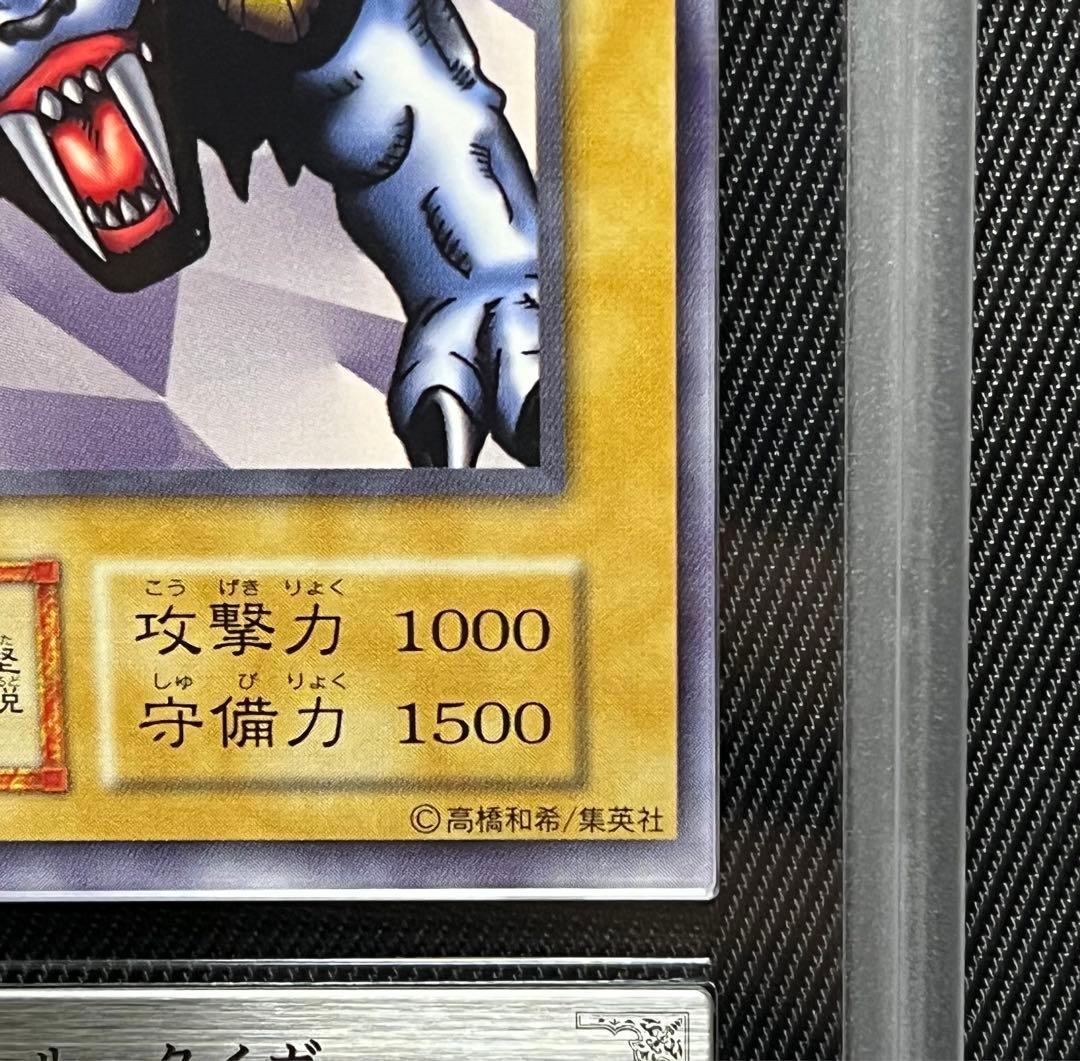 こう げき りょく
攻撃力 1000
しゅ び りょく
守備力 1500
©高橋和希/集英社